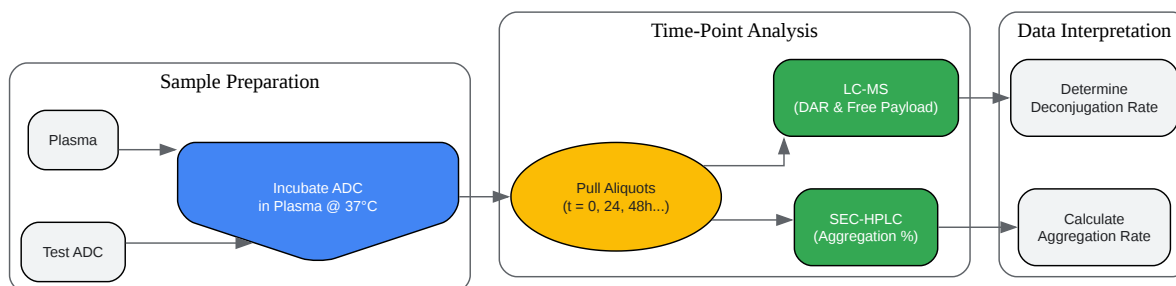 Sample Preparation
Plasma
Test ADC
Incubate ADC
in Plasma @ 37°C
Time-Point Analysis
Pull Aliquots
(t = 0, 24, 48h...)
LC-MS
(DAR & Free Payload)
SEC-HPLC
(Aggregation %)
Data Interpretation
Determine
Deconjugation Rate
Calculate
Aggregation Rate